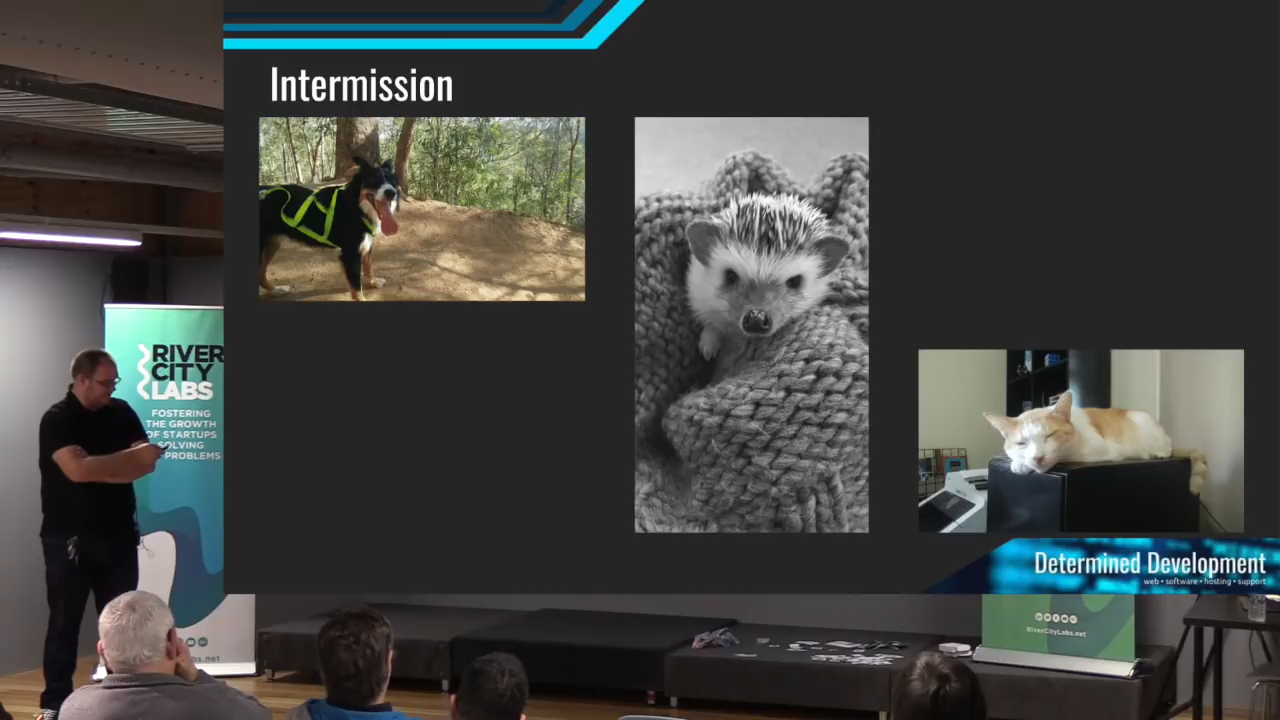 Intermission
RIVER
CITY
LABS
FOSTERING
THE GROWTH
OF STARTUPS
SOLVING
PROBLEMS
Determined Development
web • software • hosting • support
RiverCityLabs.net